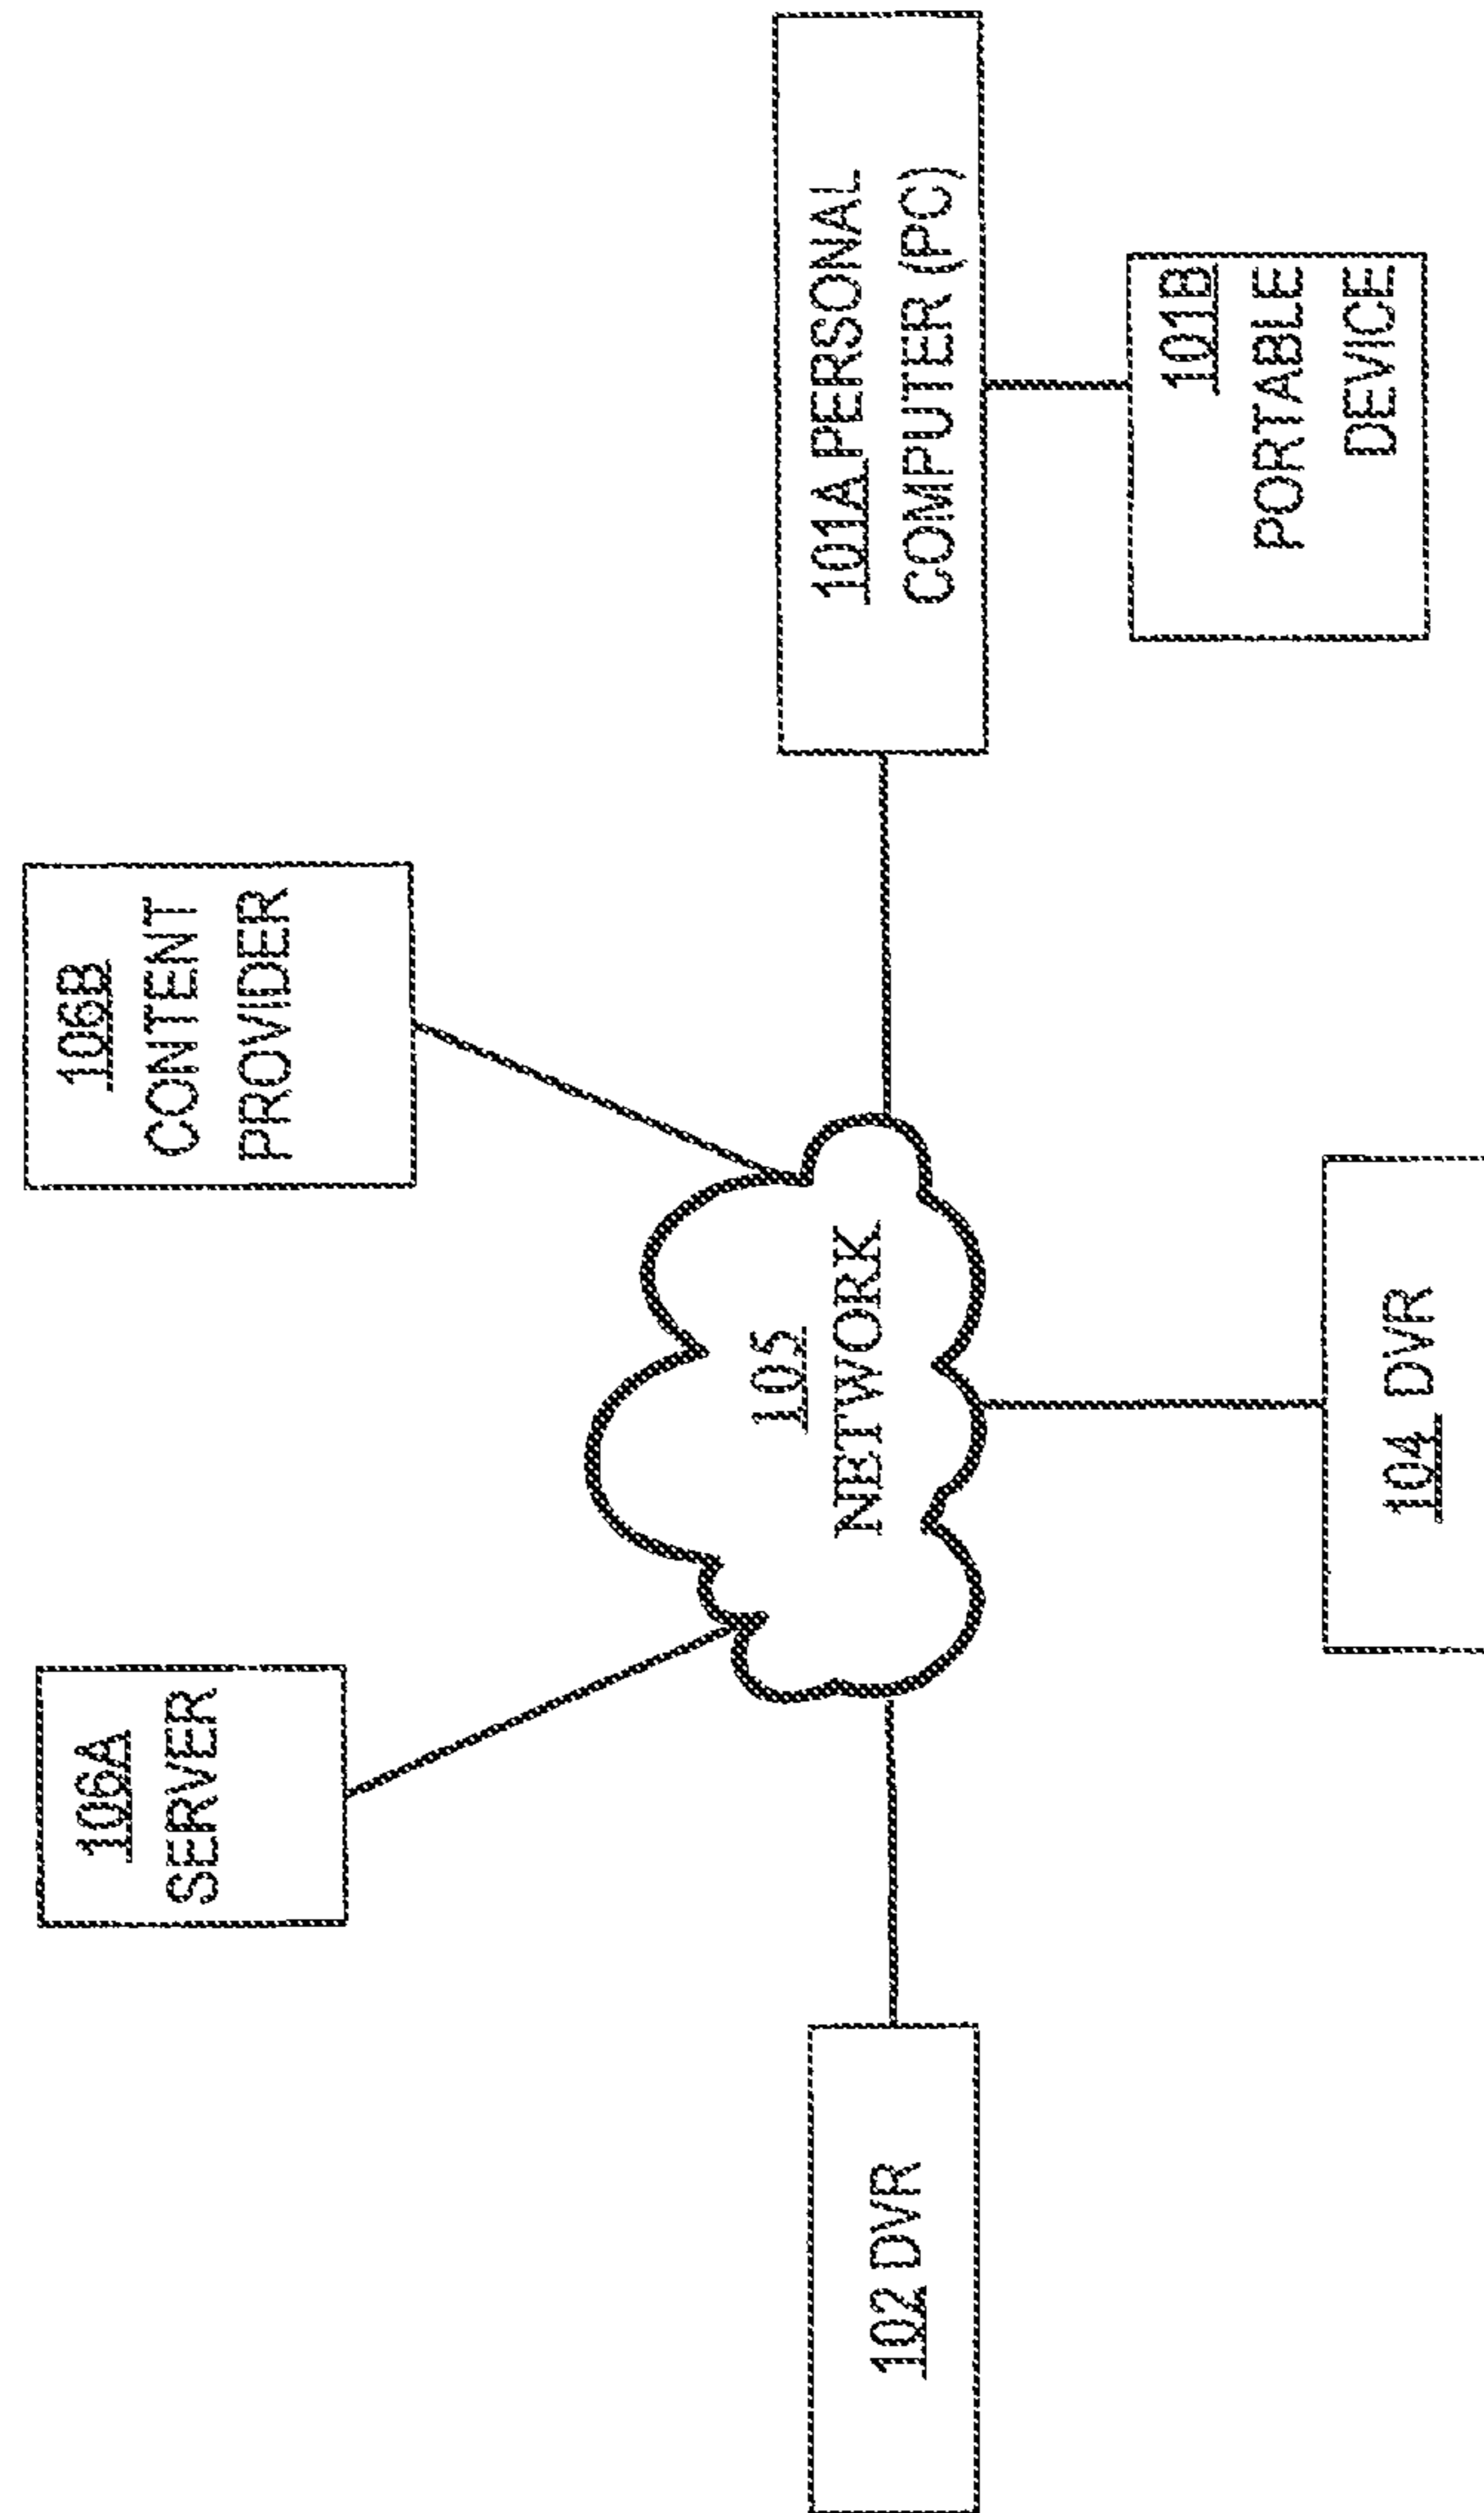 106A
SERVER
106B
CONTENT
PROVIDER
105
NETWORK
102 DVR
101A PERSONAL
COMPUTER (PC)
101B
PORTABLE
DEVICE
104 DVR